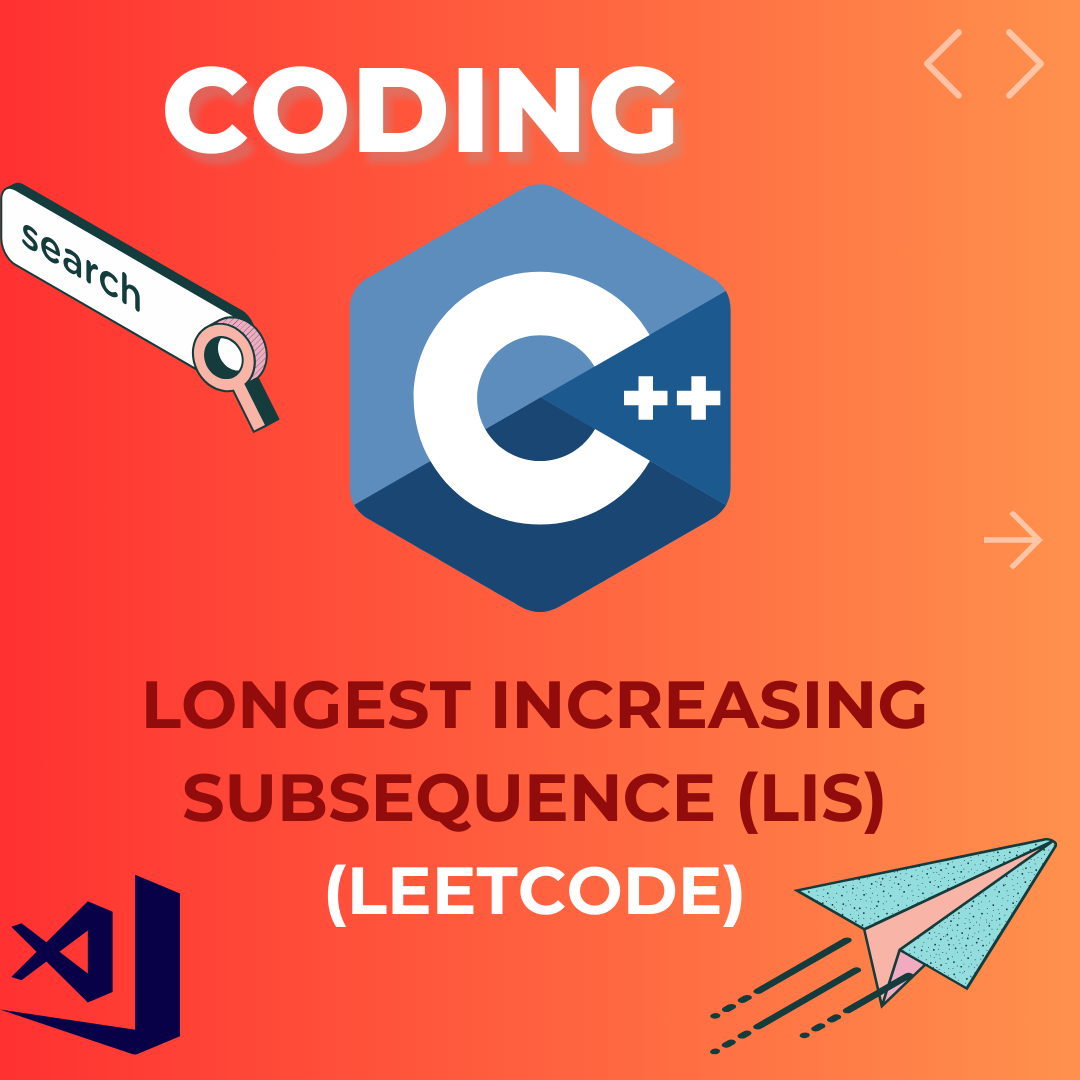 CODING
search
C++
LONGEST INCREASING
SUBSEQUENCE (LIS)
(LEETCODE)